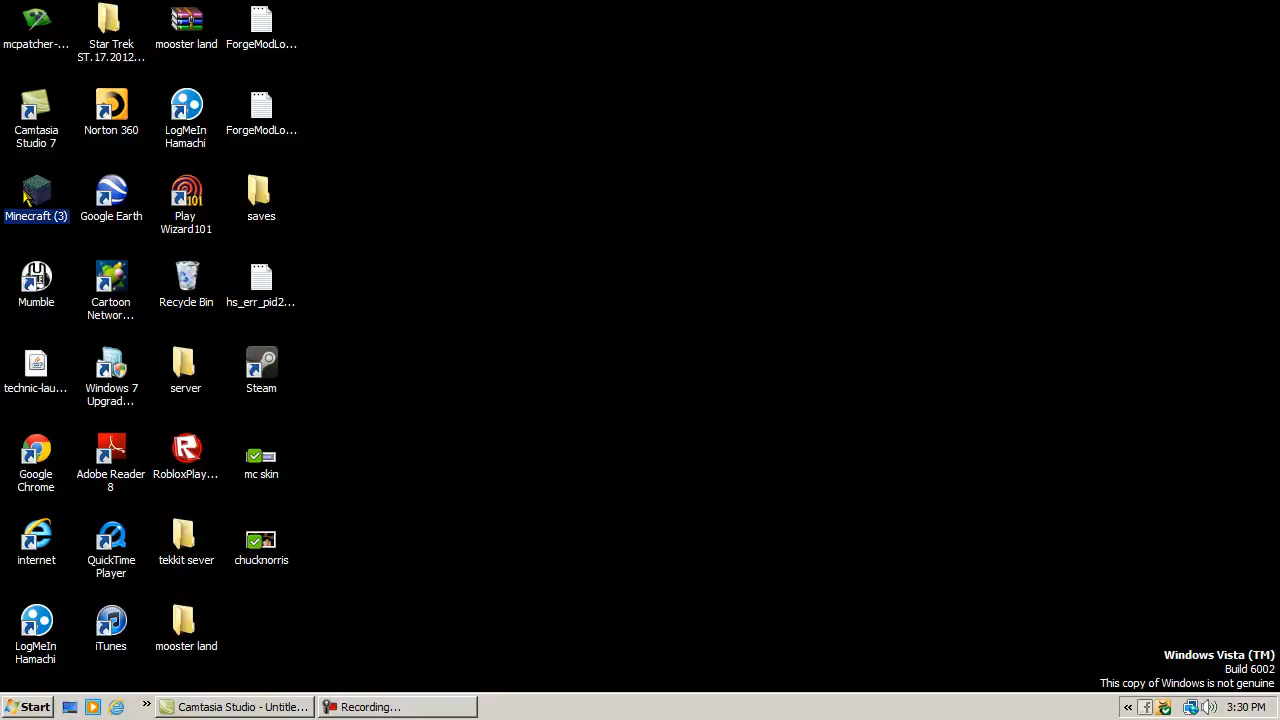 mcpatcher-...
Star Trek
ST.17.2012...
mooster land
ForgeModLo...
Camtasia
Studio 7
Norton 360
LogMeIn
Hamachi
ForgeModLo...
Minecraft (3)
Google Earth
Play
Wizard101
101
saves
Mumble
Cartoon
Networ...
Recycle Bin
hs_err_pid2...
technic-lau...
Windows 7
Upgrad...
server
Steam
Google
Chrome
Adobe Reader
8
RobloxPlay...
mc skin
internet
QuickTime
Player
tekkit sever
chucknorris
LogMeIn
Hamachi
iTunes
mooster land
Windows Vista (TM)
Build 6002
This copy of Windows is not genuine
Start
Camtasia Studio - Untitle...
Recording...
3:30 PM